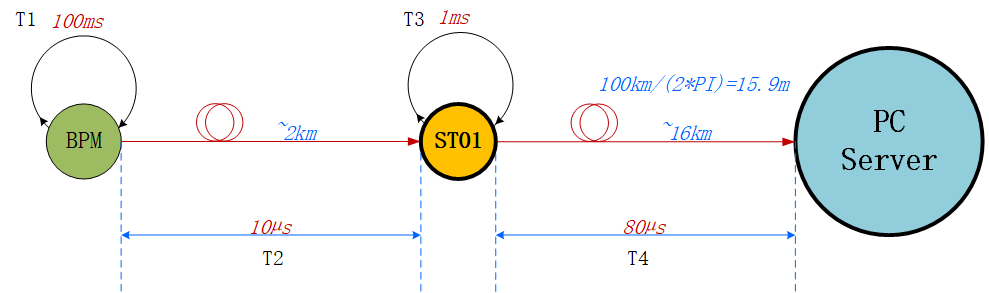 T1 100ms
T3 1ms
100km/(2*PI)=15.9m
BPM
~2km
ST01
~16km
PC
Server
10μs
80μs
T2
T4